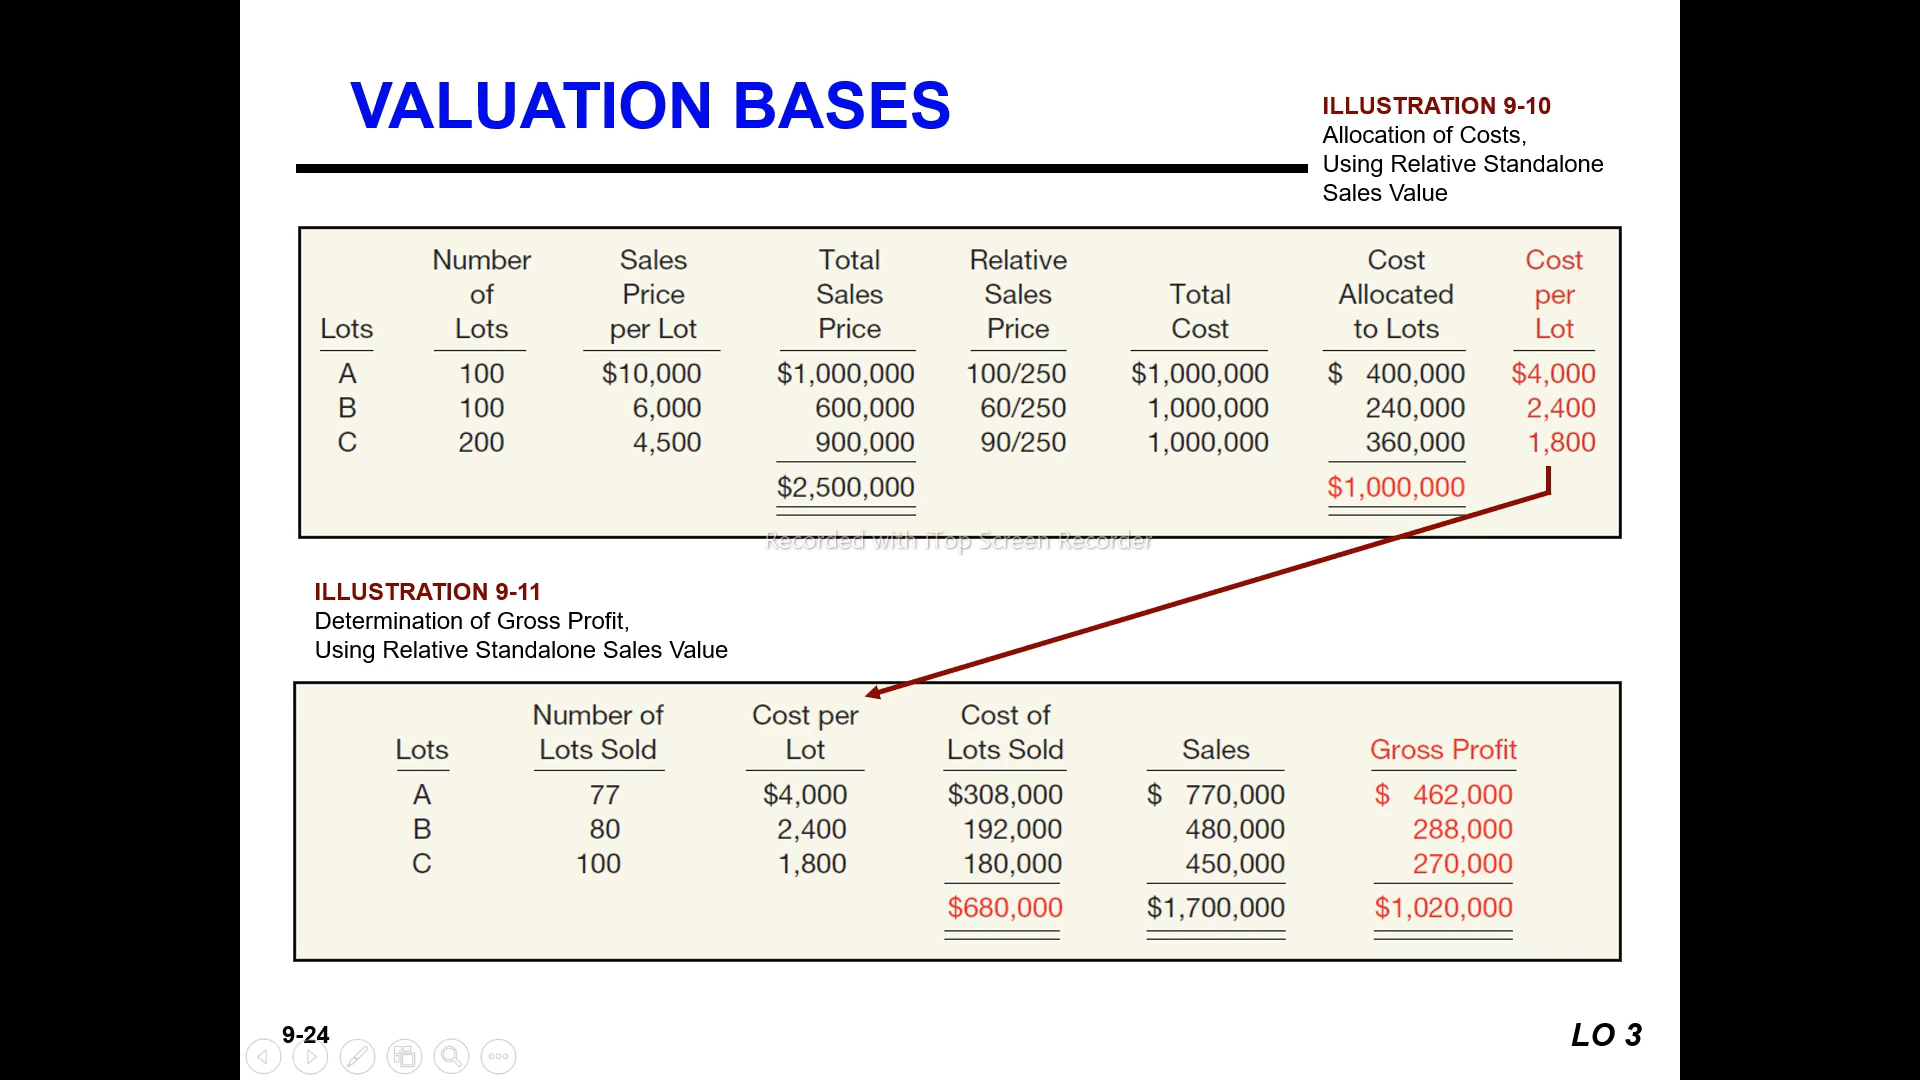 VALUATION BASES
ILLUSTRATION 9-10
Allocation of Costs,
Using Relative Standalone
Sales Value
Number Sales Total Relative Cost Cost
of Price Sales Sales Total Allocated per
Lots Lots per Lot Price Price Cost to Lots Lot
A 100 $10,000 $1,000,000 100/250 $1,000,000 $ 400,000 $4,000
B 100 6,000 600,000 60/250 1,000,000 240,000 2,400
C 200 4,500 900,000 90/250 1,000,000 360,000 1,800
$2,500,000 $1,000,000
Recorded with iTop Screen Recorder
ILLUSTRATION 9-11
Determination of Gross Profit,
Using Relative Standalone Sales Value
Number of Cost per Cost of
Lots Lots Sold Lot Lots Sold Sales Gross Profit
A 77 $4,000 $308,000 $ 770,000 $ 462,000
B 80 2,400 192,000 480,000 288,000
C 100 1,800 180,000 450,000 270,000
$680,000 $1,700,000 $1,020,000
9-24
LO 3